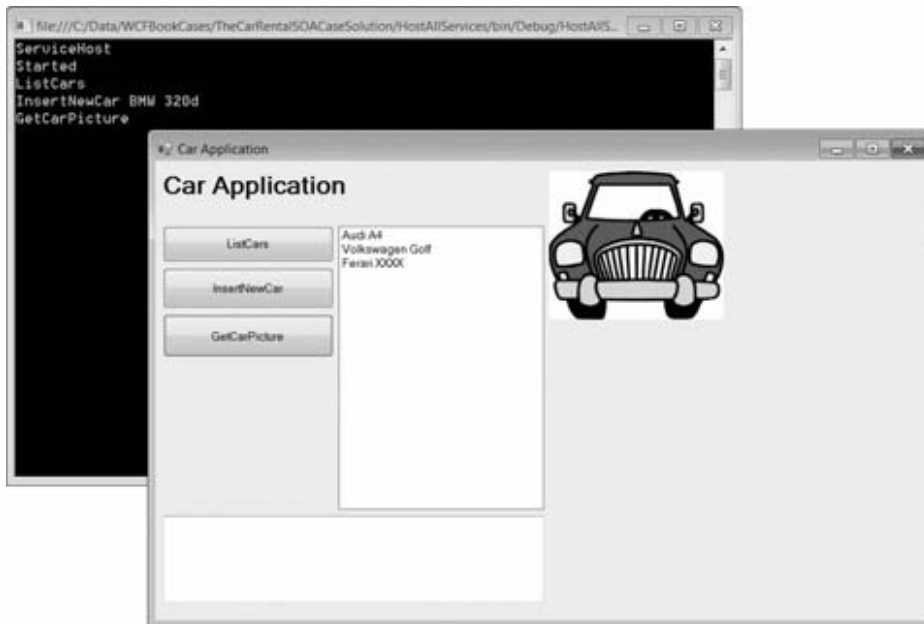 file:///C:/Data/WCFBookCases/TheCarRentalSOACaseSolution/HostAllServices/bin/Debug/HostAllS...
ServiceHost
Started
ListCars
InsertNewCar BMW 320d
GetCarPicture
Car Application
Car Application
ListCars
InsertNewCar
GetCarPicture
Audi A4
Volkswagen Golf
Ferari XXXX